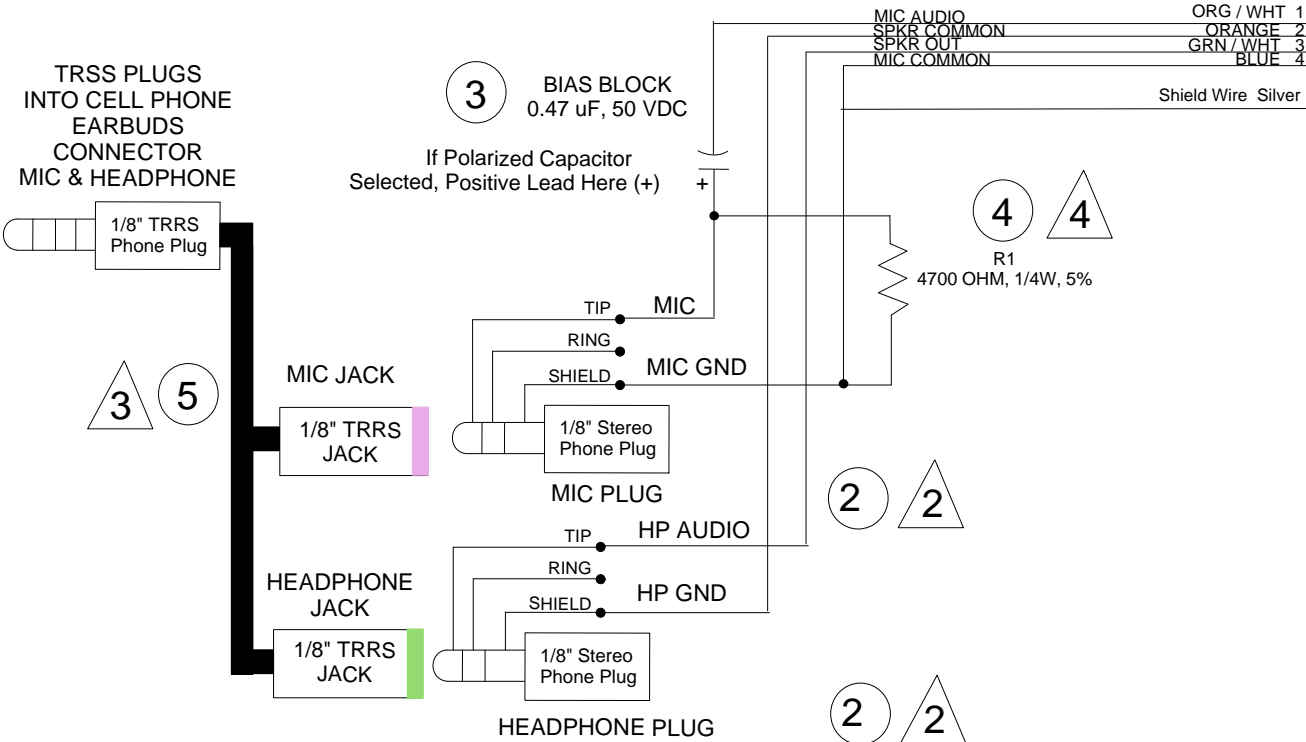 MIC AUDIO ORG / WHT 1
SPKR COMMON ORANGE 2
SPKR OUT GRN / WHT 3
MIC COMMON BLUE 4
Shield Wire Silver
TRSS PLUGS
INTO CELL PHONE
EARBUDS
CONNECTOR
MIC & HEADPHONE
1/8" TRRS
Phone Plug
3
BIAS BLOCK
0.47 uF, 50 VDC
If Polarized Capacitor
Selected, Positive Lead Here (+)
+
4
4
R1
4700 OHM, 1/4W, 5%
TIP
MIC
RING
SHIELD
MIC GND
3
5
MIC JACK
1/8" TRRS
JACK
1/8" Stereo
Phone Plug
MIC PLUG
2
2
TIP
HP AUDIO
RING
SHIELD
HP GND
HEADPHONE
JACK
1/8" TRRS
JACK
1/8" Stereo
Phone Plug
HEADPHONE PLUG
2
2